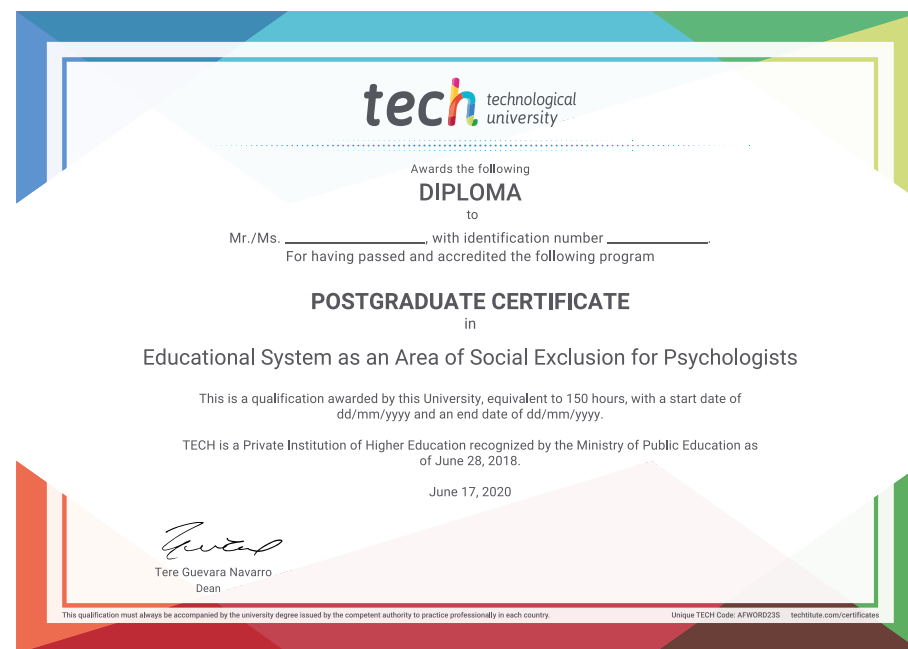 tech technological
university
Awards the following
DIPLOMA
to
Mr./Ms. ____________, with identification number ____________.
For having passed and accredited the following program
POSTGRADUATE CERTIFICATE
in
Educational System as an Area of Social Exclusion for Psychologists
This is a qualification awarded by this University, equivalent to 150 hours, with a start date of
dd/mm/yyyy and an end date of dd/mm/yyyy.
TECH is a Private Institution of Higher Education recognized by the Ministry of Public Education as
of June 28, 2018.
June 17, 2020
Tere Guevara Navarro
Dean
This qualification must always be accompanied by the university degree issued by the competent authority to practice professionally in each country.
Unique TECH Code: AFWORD23S techtitute.com/certificates